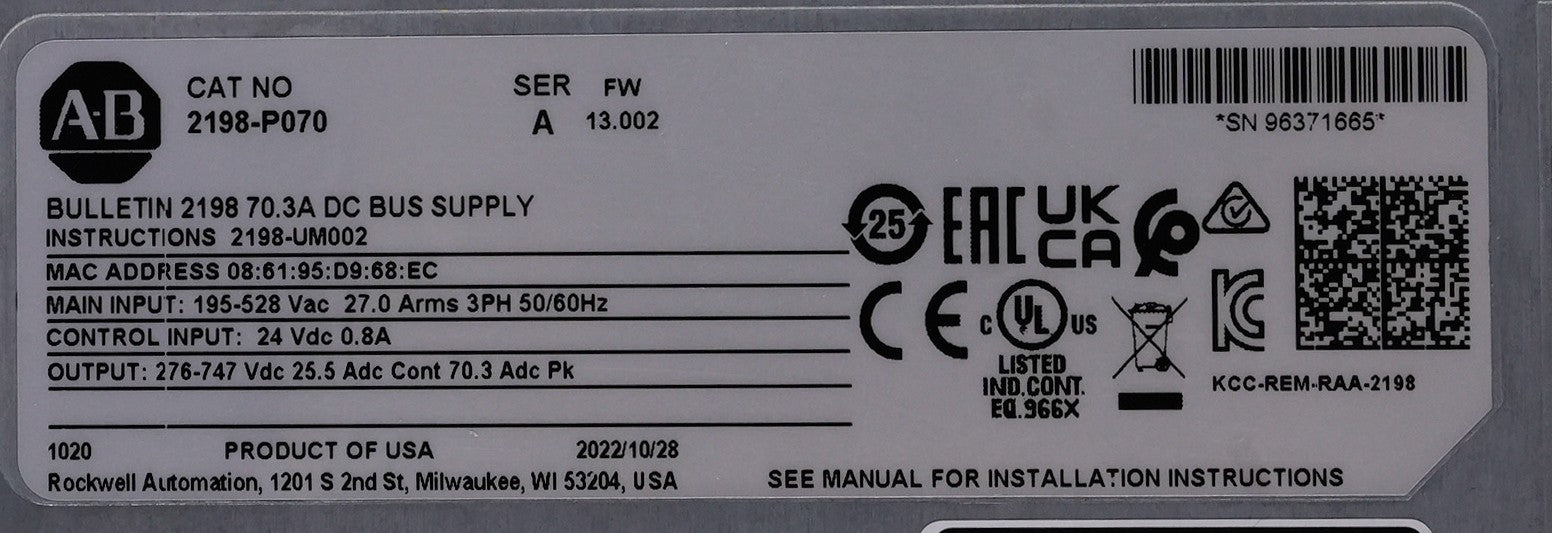 A-B
CAT NO
2198-P070
SER FW
A 13.002
*SN 96371665*
BULLETIN 2198 70.3A DC BUS SUPPLY
INSTRUCTIONS 2198-UM002
MAC ADDRESS 08:61:95:D9:68:EC
MAIN INPUT: 195-528 Vac 27.0 Arms 3PH 50/60Hz
CONTROL INPUT: 24 Vdc 0.8A
OUTPUT: 276-747 Vdc 25.5 Adc Cont 70.3 Adc Pk
25
EAC
UK
CA
CE
C UL US
LISTED
IND.CONT.
EQ.966X
KC
KCC-REM-RAA-2198
1020 PRODUCT OF USA 2022/10/28
Rockwell Automation, 1201 S 2nd St, Milwaukee, WI 53204, USA
SEE MANUAL FOR INSTALLATION INSTRUCTIONS